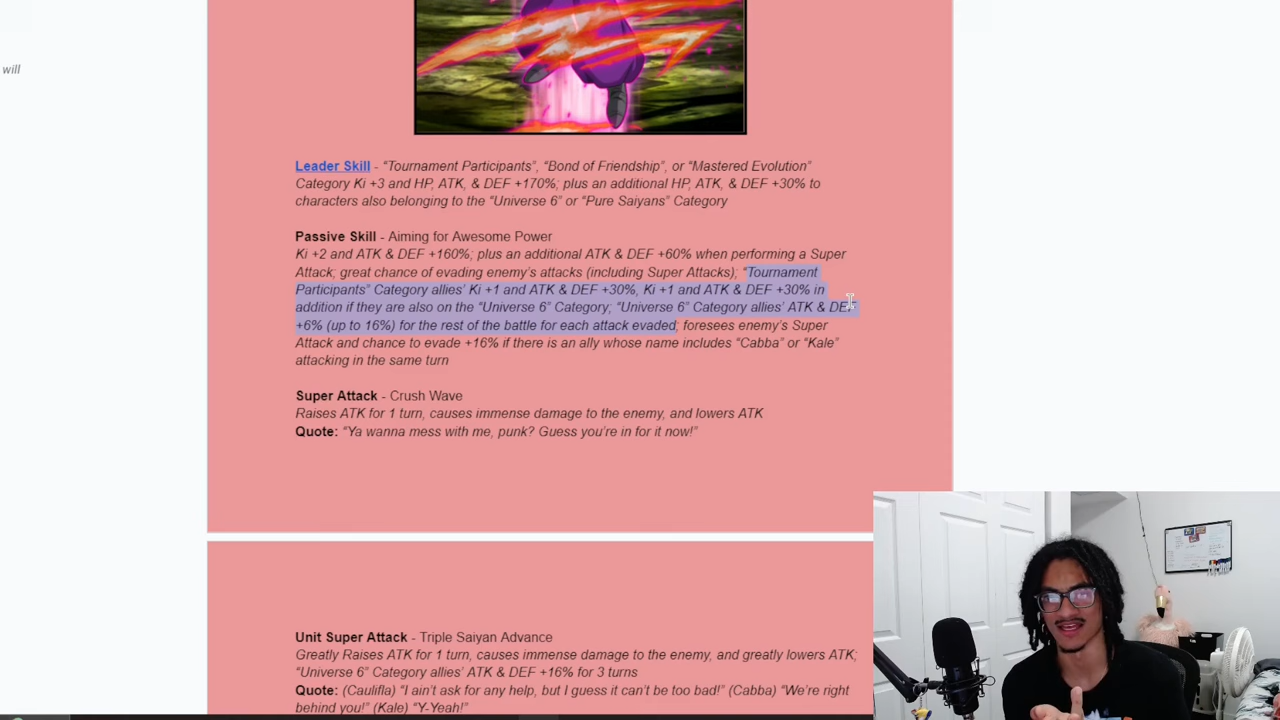 will
Leader Skill - “Tournament Participants”, “Bond of Friendship”, or “Mastered Evolution”
Category Ki +3 and HP, ATK, & DEF +170%; plus an additional HP, ATK, & DEF +30% to
characters also belonging to the “Universe 6” or “Pure Saiyans” Category
Passive Skill - Aiming for Awesome Power
Ki +2 and ATK & DEF +160%; plus an additional ATK & DEF +60% when performing a Super
Attack; great chance of evading enemy’s attacks (including Super Attacks); “Tournament
Participants” Category allies’ Ki +1 and ATK & DEF +30%, Ki +1 and ATK & DEF +30% in
addition if they are also on the “Universe 6” Category; “Universe 6” Category allies’ ATK & DEF
+6% (up to 16%) for the rest of the battle for each attack evaded; foresees enemy’s Super
Attack and chance to evade +16% if there is an ally whose name includes “Cabba” or “Kale”
attacking in the same turn
Super Attack - Crush Wave
Raises ATK for 1 turn, causes immense damage to the enemy, and lowers ATK
Quote: “Ya wanna mess with me, punk? Guess you’re in for it now!”
Unit Super Attack - Triple Saiyan Advance
Greatly Raises ATK for 1 turn, causes immense damage to the enemy, and greatly lowers ATK;
“Universe 6” Category allies’ ATK & DEF +16% for 3 turns
Quote: (Caulifla) “I ain’t ask for any help, but I guess it can’t be too bad!” (Cabba) “We’re right
behind you!” (Kale) “Y-Yeah!”